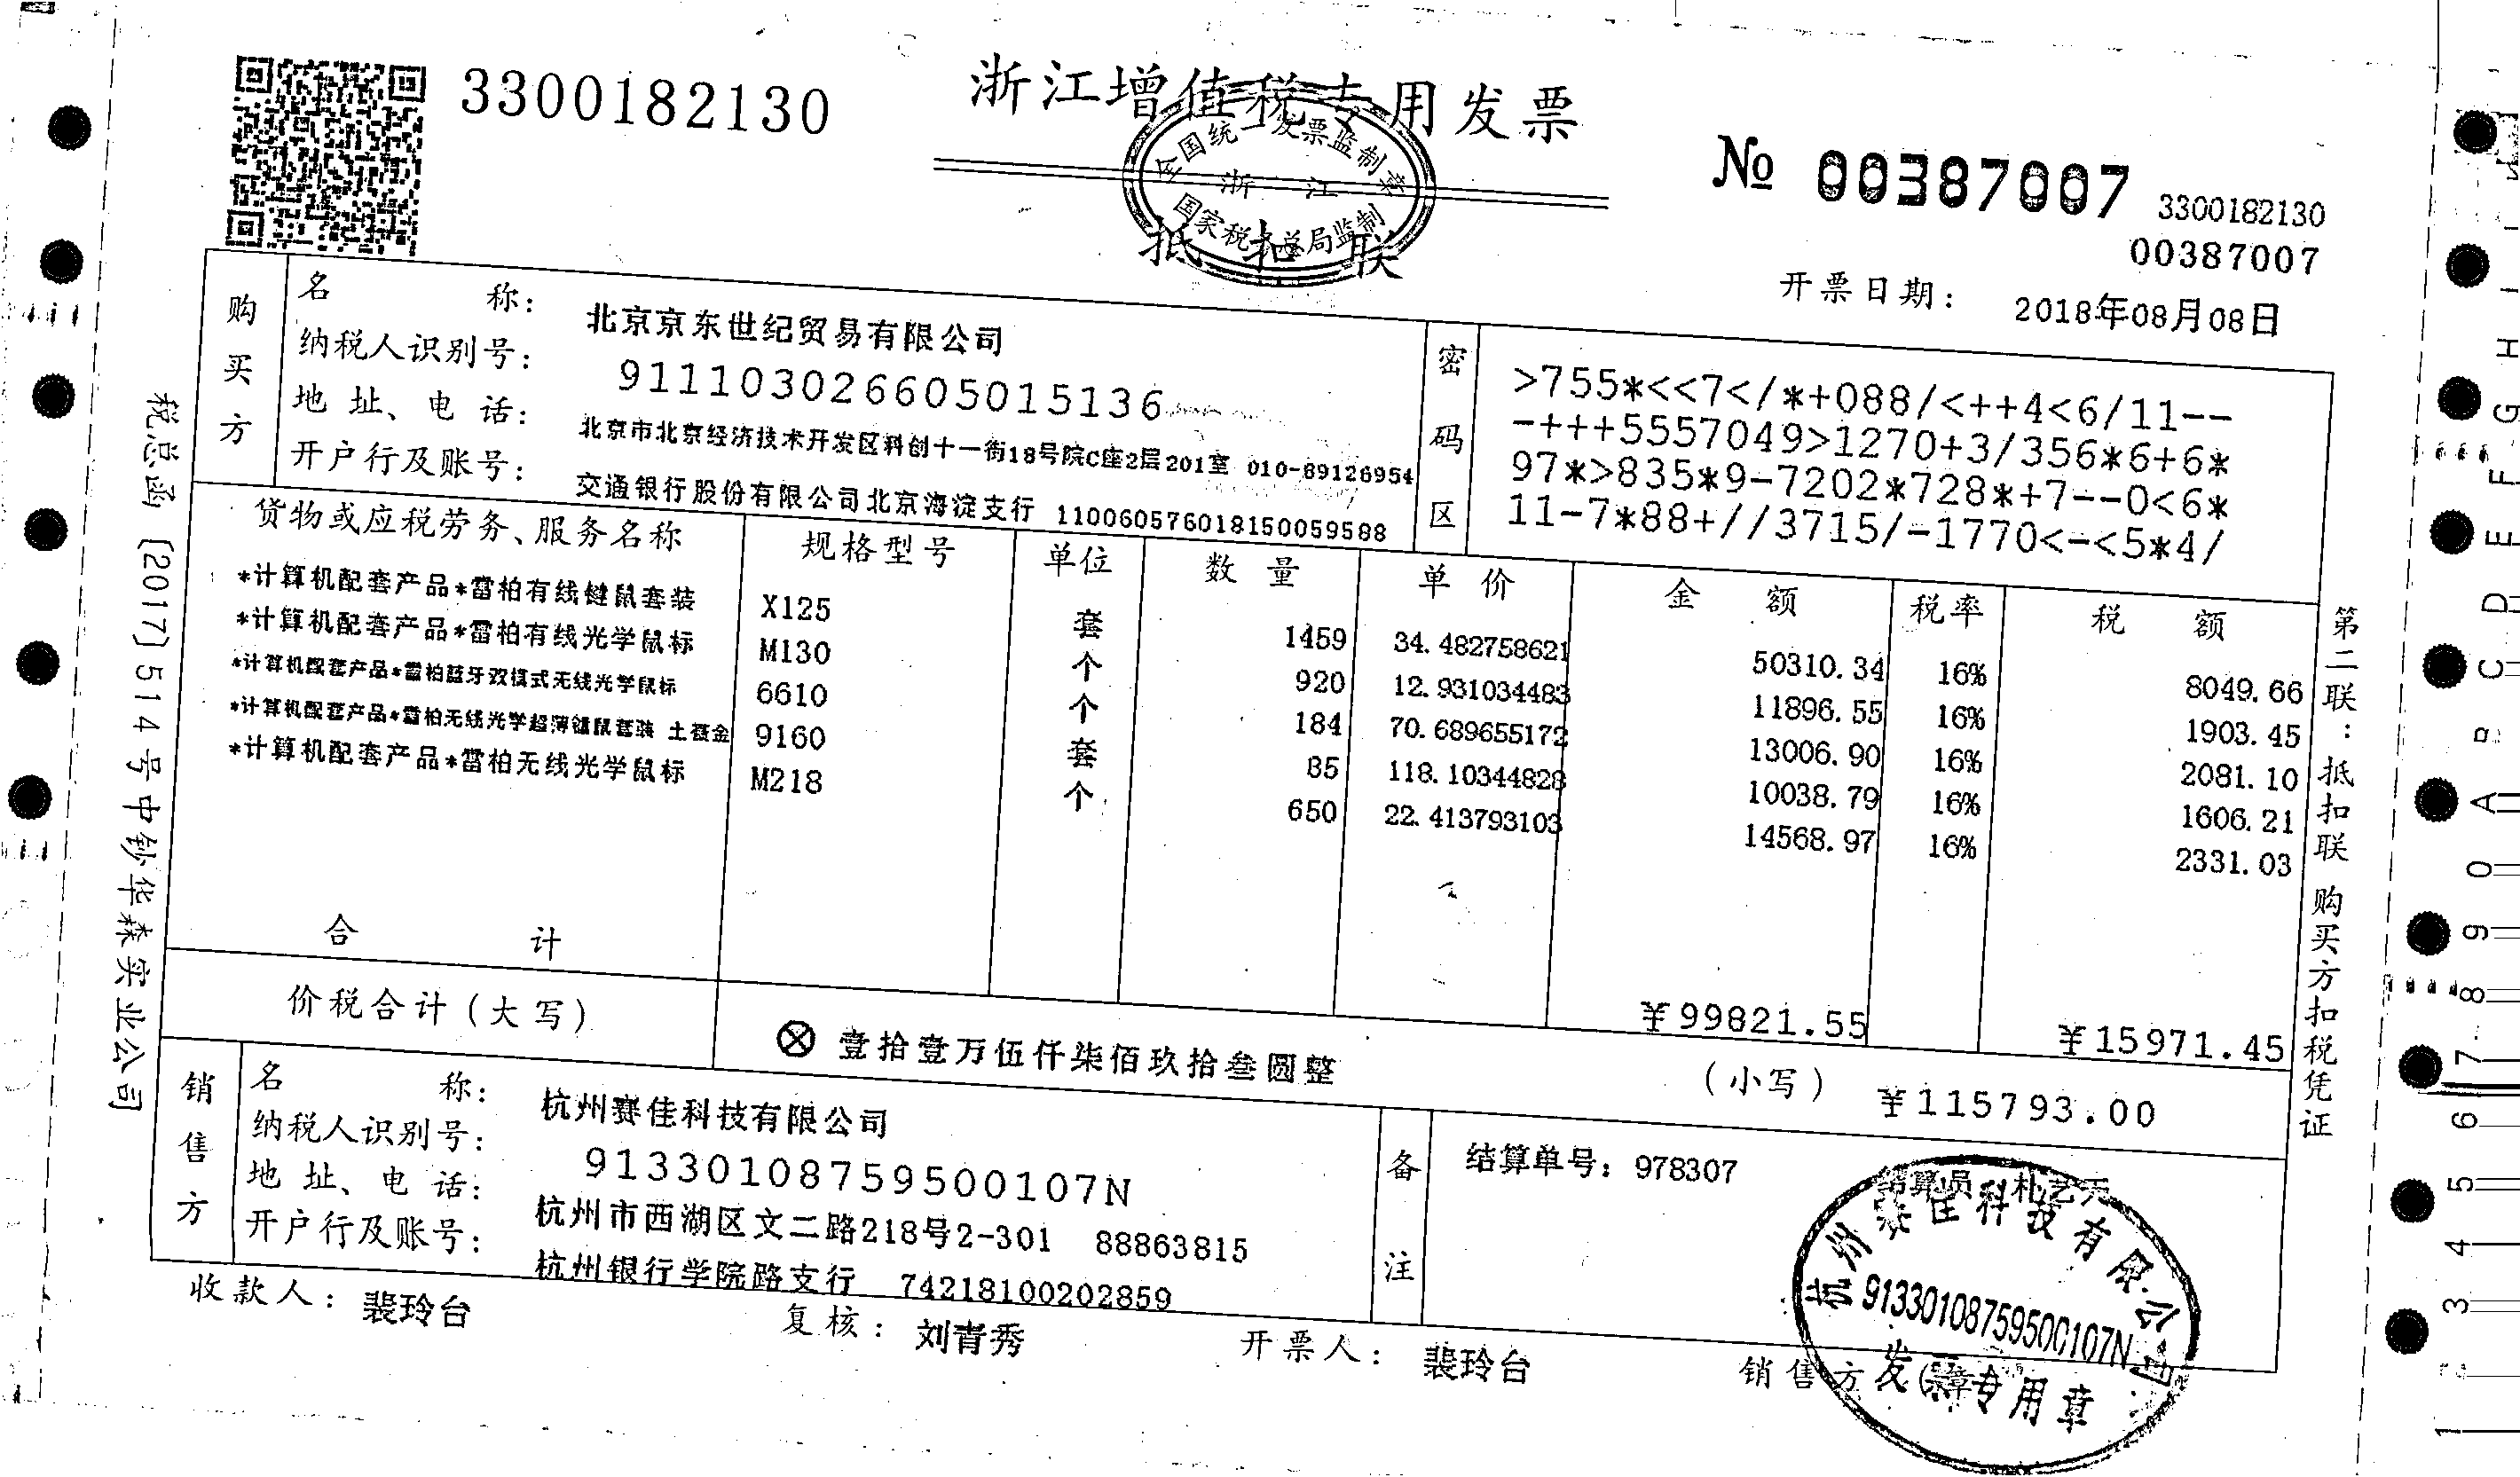 3300182130
浙江增值税专用发票
全国统一发票监制章
浙江
国家税务总局监制
抵扣联
№ 00387007
3300182130
00387007
开票日期: 2018年08月08日
购买方
名称: 北京京东世纪贸易有限公司
纳税人识别号: 911103026605015136
地址、电话: 北京市北京经济技术开发区科创十一街18号院C座2层201室 010-89126954
开户行及账号: 交通银行股份有限公司北京海淀支行 110060576018150059588
密码区
>755*<<7</*+088/<++4<6/11--
-+++5557049>1270+3/356*6+6*
97*>835*9-7202*728*+7--0<6*
11-7*88+//3715/-1770<-<5*4/
货物或应税劳务、服务名称 规格型号 单位 数量 单价 金额 税率 税额
*计算机配套产品*雷柏有线键鼠套装 X125 套 1459 34.482758621 50310.34 16% 8049.66
*计算机配套产品*雷柏有线光学鼠标 M130 个 920 12.931034483 11896.55 16% 1903.45
*计算机配套产品*雷柏蓝牙双模式无线光学鼠标 6610 个 184 70.689655172 13006.90 16% 2081.10
*计算机配套产品*雷柏无线光学超薄键鼠套装 土豪金 9160 套 85 118.10344828 10038.79 16% 1606.21
*计算机配套产品*雷柏无线光学鼠标 M218 个 650 22.413793103 14568.97 16% 2331.03
合计 ¥99821.55 ¥15971.45
价税合计(大写) ⊗ 壹拾壹万伍仟柒佰玖拾叁圆整 (小写) ¥115793.00
销售方
名称: 杭州赛佳科技有限公司
纳税人识别号: 91330108759500107N
地址、电话: 杭州市西湖区文二路218号2-301 88863815
开户行及账号: 杭州银行学院路支行 74218100202859
备注
结算单号: 978307
结算员
杭州赛佳科技有限公司
91330108759500107N
发票专用章
收款人: 裴玲台 复核: 刘青秀 开票人: 裴玲台 销售方:(章)
税总函〔2017〕514号中钞华森实业公司
第二联:抵扣联 购买方扣税凭证
1 2 3 4 5 6 7 8 9 0 A B C D E F G H I